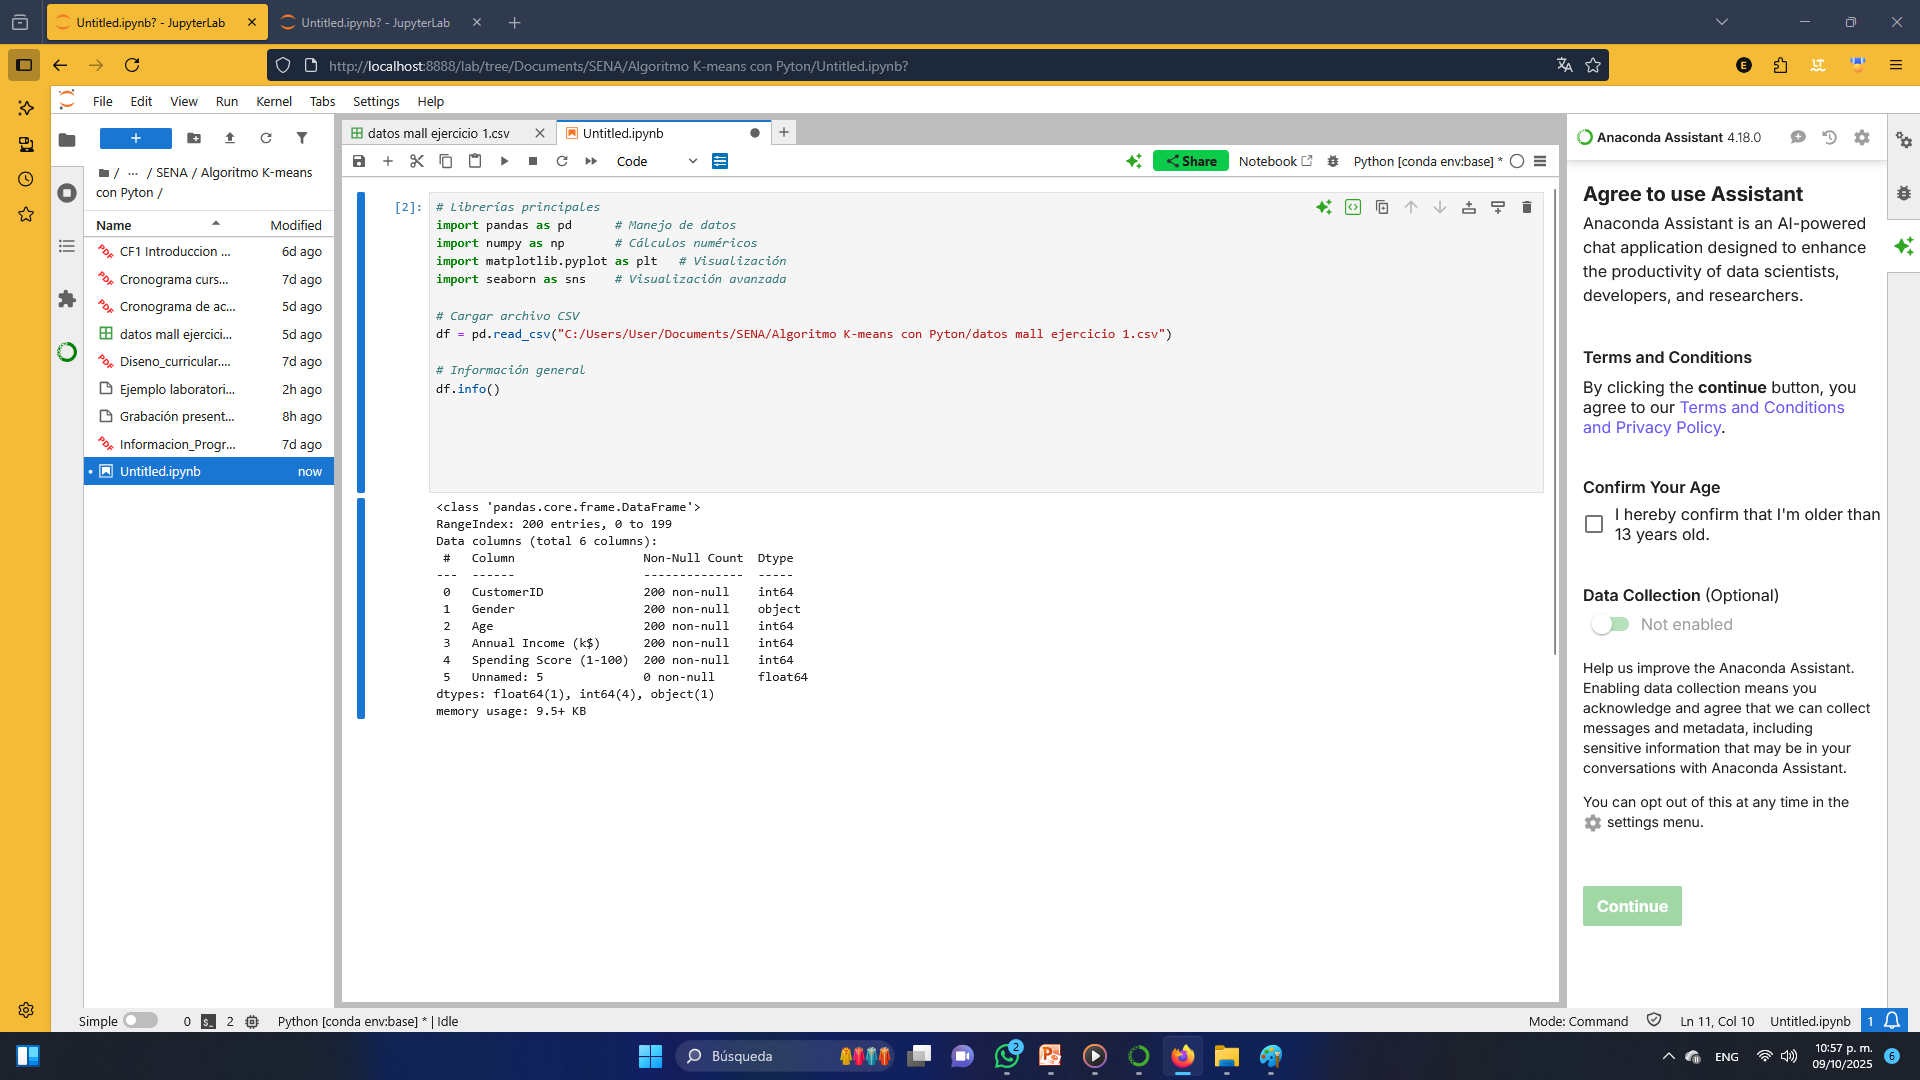 Untitled.ipynb? - JupyterLab
Untitled.ipynb? - JupyterLab
http://localhost:8888/lab/tree/Documents/SENA/Algoritmo K-means con Pyton/Untitled.ipynb?
E
File Edit View Run Kernel Tabs Settings Help
/ ... / SENA / Algoritmo K-means
con Pyton /
Name Modified
CF1 Introduccion ... 6d ago
Cronograma curs... 7d ago
Cronograma de ac... 5d ago
datos mall ejercici... 5d ago
Diseno_curricular.... 7d ago
Ejemplo laboratori... 2h ago
Grabación present... 8h ago
Informacion_Progr... 7d ago
Untitled.ipynb now
datos mall ejercicio 1.csv
Untitled.ipynb
Code
Share
Notebook
Python [conda env:base] *
[2]:
# Librerías principales
import pandas as pd      # Manejo de datos
import numpy as np       # Cálculos numéricos
import matplotlib.pyplot as plt   # Visualización
import seaborn as sns    # Visualización avanzada
# Cargar archivo CSV
df = pd.read_csv("C:/Users/User/Documents/SENA/Algoritmo K-means con Pyton/datos mall ejercicio 1.csv")
# Información general
df.info()
<class 'pandas.core.frame.DataFrame'>
RangeIndex: 200 entries, 0 to 199
Data columns (total 6 columns):
 #   Column                  Non-Null Count  Dtype
---  ------                  --------------  -----
 0   CustomerID              200 non-null    int64
 1   Gender                  200 non-null    object
 2   Age                     200 non-null    int64
 3   Annual Income (k$)      200 non-null    int64
 4   Spending Score (1-100)  200 non-null    int64
 5   Unnamed: 5              0 non-null      float64
dtypes: float64(1), int64(4), object(1)
memory usage: 9.5+ KB
Anaconda Assistant 4.18.0
Agree to use Assistant
Anaconda Assistant is an AI-powered
chat application designed to enhance
the productivity of data scientists,
developers, and researchers.
Terms and Conditions
By clicking the continue button, you
agree to our Terms and Conditions
and Privacy Policy.
Confirm Your Age
I hereby confirm that I'm older than
13 years old.
Data Collection (Optional)
Not enabled
Help us improve the Anaconda Assistant.
Enabling data collection means you
acknowledge and agree that we can collect
messages and metadata, including
sensitive information that may be in your
conversations with Anaconda Assistant.
You can opt out of this at any time in the
settings menu.
Continue
Simple 0 2 Python [conda env:base] * | Idle
Mode: Command Ln 11, Col 10 Untitled.ipynb 1
Búsqueda
2
ENG
10:57 p. m.
09/10/2025
6